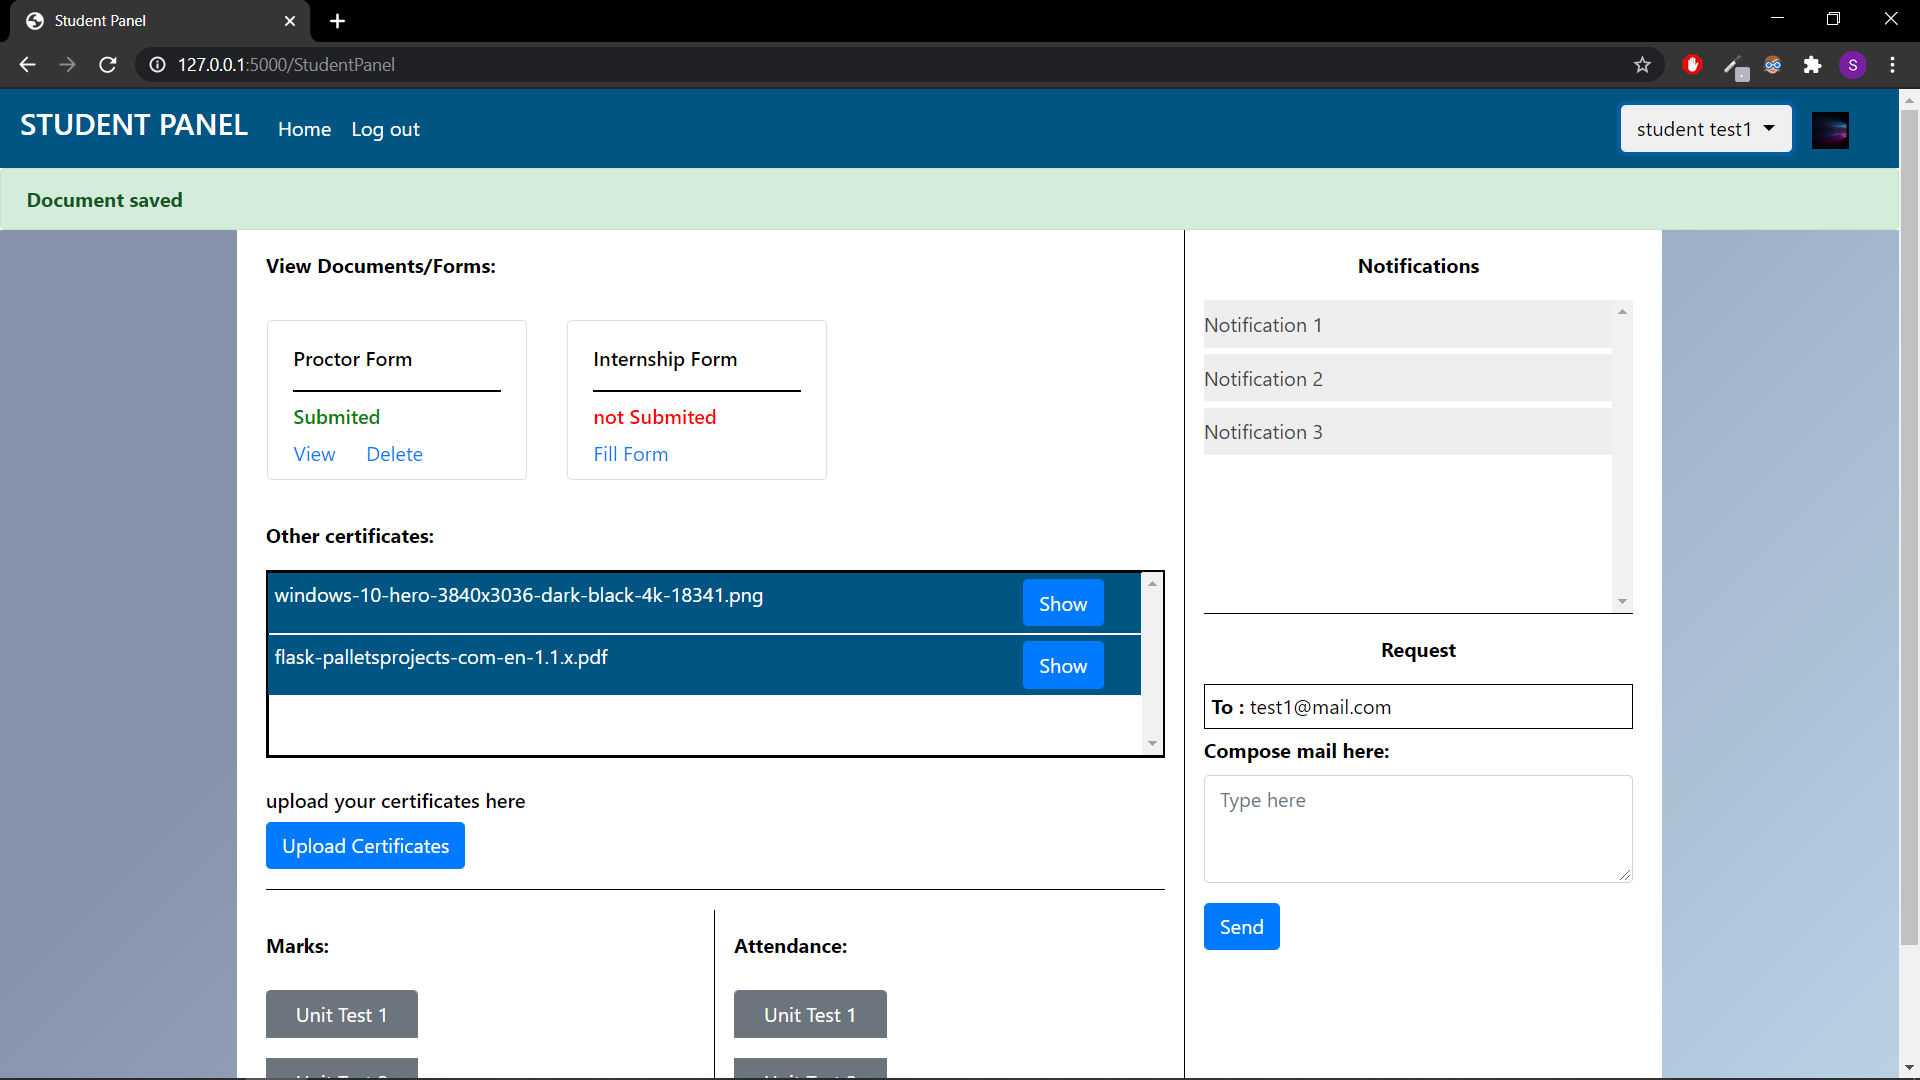 Student Panel
127.0.0.1:5000/StudentPanel
S
STUDENT PANEL Home Log out student test1
Document saved
View Documents/Forms:
Proctor Form
Submited
View Delete
Internship Form
not Submited
Fill Form
Other certificates:
windows-10-hero-3840x3036-dark-black-4k-18341.png Show
flask-palletsprojects-com-en-1.1.x.pdf Show
upload your certificates here
Upload Certificates
Marks:
Unit Test 1
Attendance:
Unit Test 1
Notifications
Notification 1
Notification 2
Notification 3
Request
To : test1@mail.com
Compose mail here:
Type here
Send